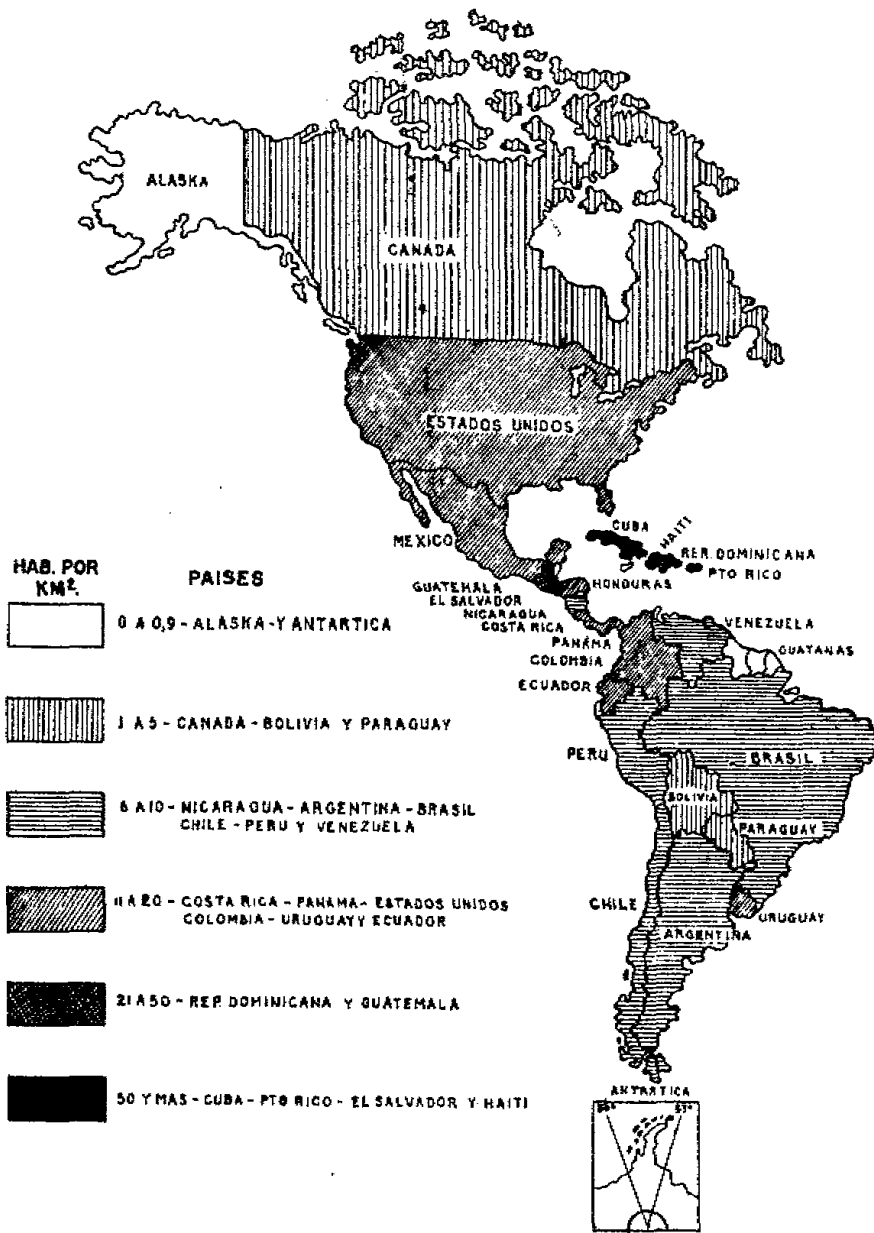 ALASKA
CANADA
ESTADOS UNIDOS
MEXICO
CUBA
HAITI
REP. DOMINICANA
PTO RICO
GUATEMALA
HONDURAS
EL SALVADOR
NICARAGUA
COSTA RICA
PANAMA
VENEZUELA
COLOMBIA
GUAYANAS
ECUADOR
PERU
BRASIL
BOLIVIA
PARAGUAY
CHILE
URUGUAY
ARGENTINA
ANTARTICA
HAB. POR
KM².
PAISES
0 A 0,9 - ALASKA - Y ANTARTICA
1 A 5 - CANADA - BOLIVIA Y PARAGUAY
6 A 10 - NICARAGUA - ARGENTINA - BRASIL
CHILE - PERU Y VENEZUELA
11 A 20 - COSTA RICA - PANAMA - ESTADOS UNIDOS
COLOMBIA - URUGUAY Y ECUADOR
21 A 50 - REP. DOMINICANA Y GUATEMALA
50 Y MAS - CUBA - PTO RICO - EL SALVADOR Y HAITI